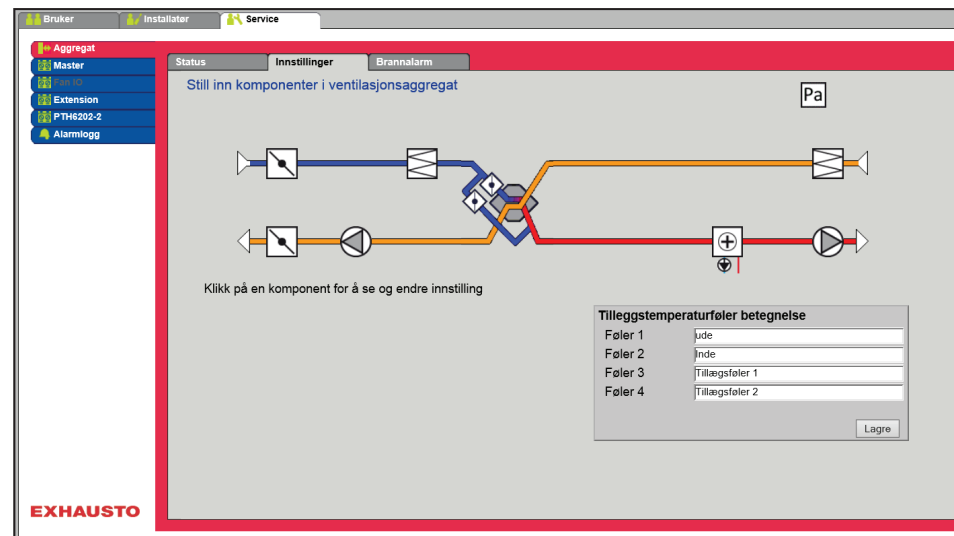 Bruker Installatør Service
Aggregat
Master
Fan IO
Extension
PTH6202-2
Alarmlogg
Status Innstillinger Brannalarm
Still inn komponenter i ventilasjonsaggregat
Pa
Klikk på en komponent for å se og endre innstilling
Tilleggstemperaturføler betegnelse
Føler 1 ude
Føler 2 Inde
Føler 3 Tillægsføler 1
Føler 4 Tillægsføler 2
Lagre
EXHAUSTO